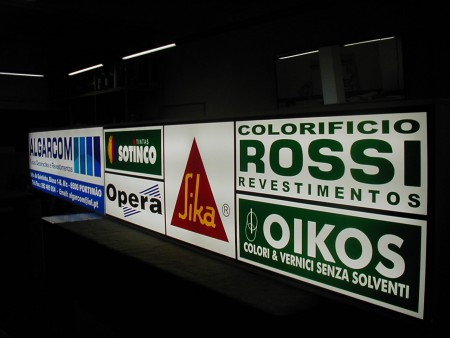 ALGARCOM
8500 PORTIMÃO
TINTAS
SOTINCO
Opera
Sika®
COLORIFICIO
ROSSI
REVESTIMENTOS
OIKOS
COLORI & VERNICI SENZA SOLVENTI